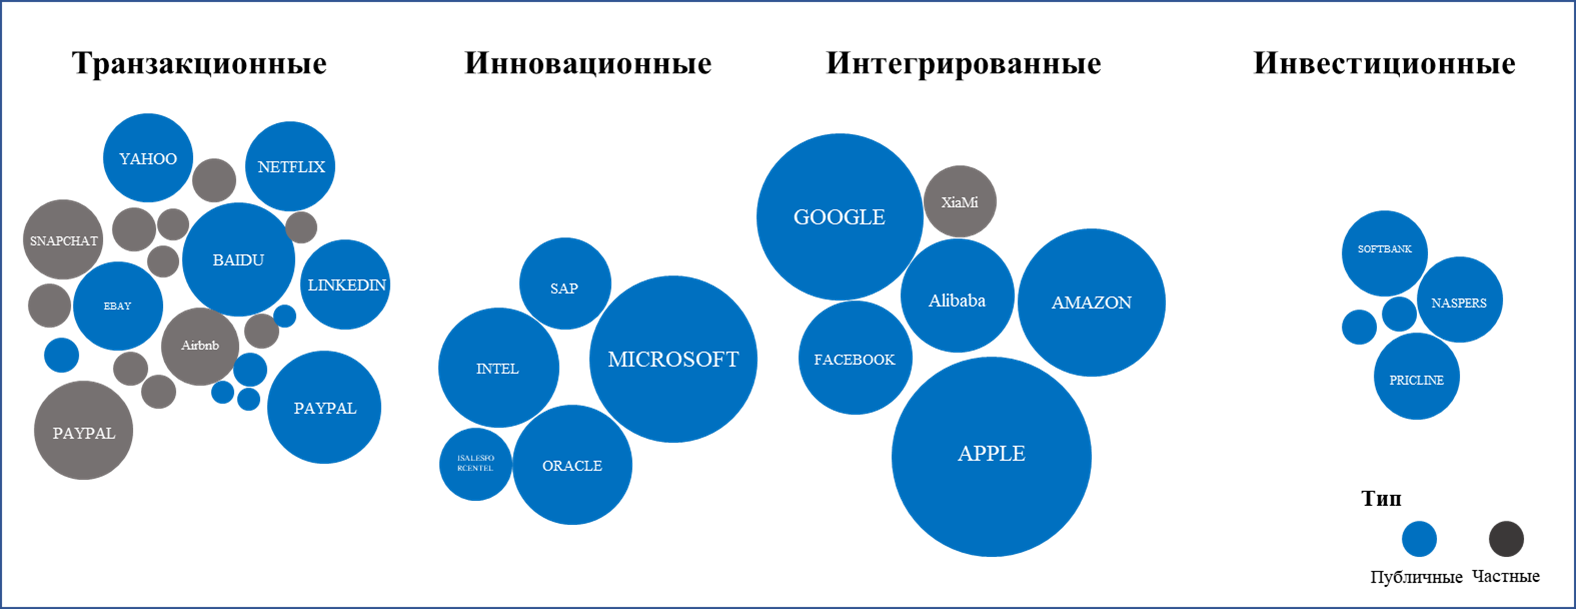 Транзакционные
Инновационные
Интегрированные
Инвестиционные
YAHOO
NETFLIX
SNAPCHAT
BAIDU
LINKEDIN
EBAY
Airbnb
PAYPAL
PAYPAL
SAP
INTEL
MICROSOFT
ISALESFO
RCENTEL
ORACLE
GOOGLE
XiaMi
Alibaba
AMAZON
FACEBOOK
APPLE
SOFTBANK
NASPERS
PRICLINE
Тип
Публичные Частные